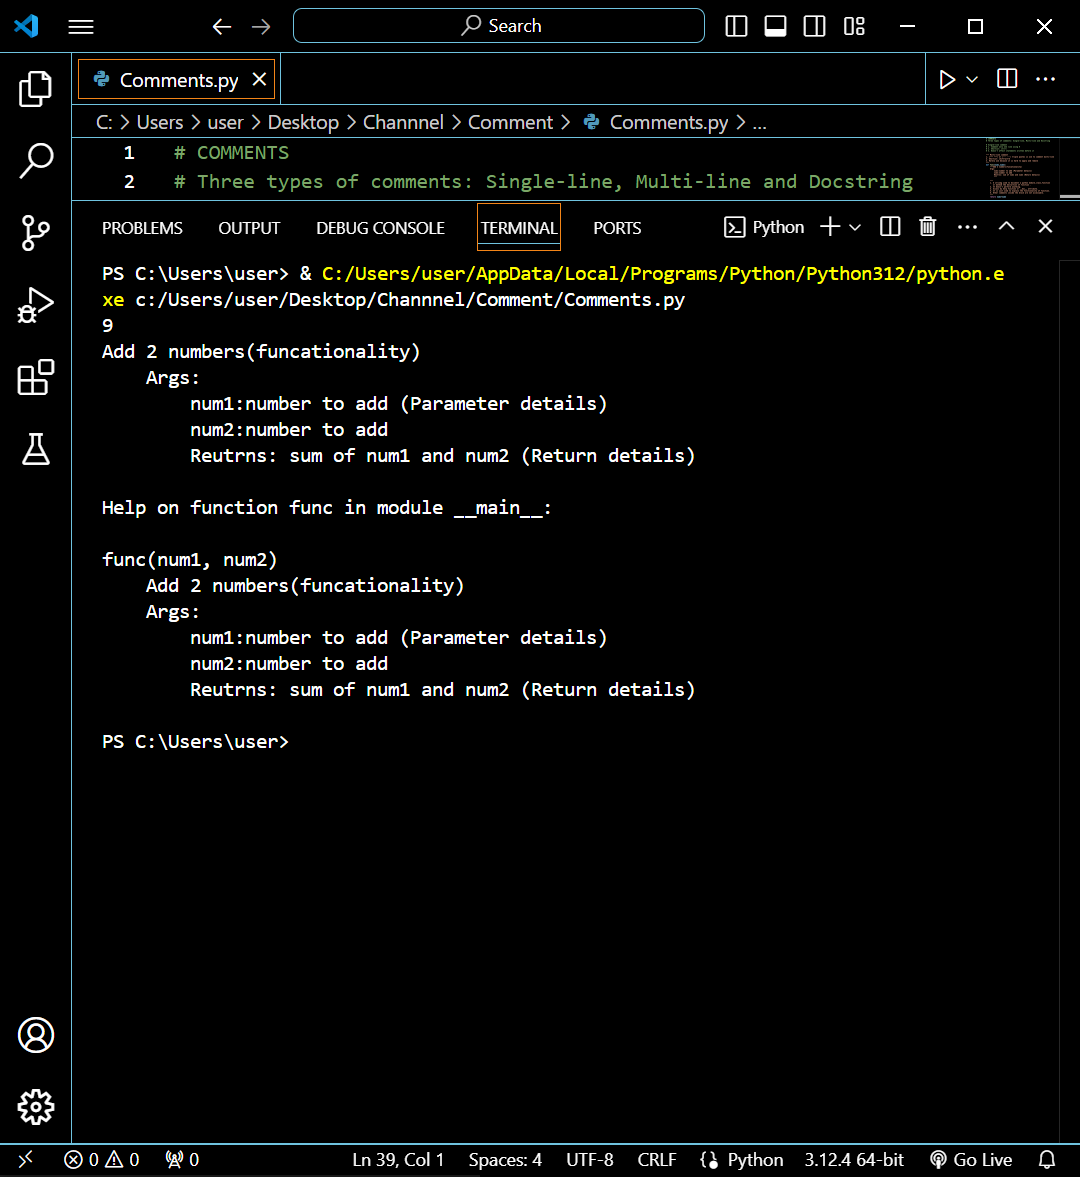 Search
Comments.py
C: > Users > user > Desktop > Channnel > Comment > Comments.py > ...
1 # COMMENTS
2 # Three types of comments: Single-line, Multi-line and Docstring
PROBLEMS OUTPUT DEBUG CONSOLE TERMINAL PORTS Python
PS C:\Users\user> & C:/Users/user/AppData/Local/Programs/Python/Python312/python.e
xe c:/Users/user/Desktop/Channnel/Comment/Comments.py
9
Add 2 numbers(funcationality)
    Args:
        num1:number to add (Parameter details)
        num2:number to add
        Reutrns: sum of num1 and num2 (Return details)

Help on function func in module __main__:

func(num1, num2)
    Add 2 numbers(funcationality)
    Args:
        num1:number to add (Parameter details)
        num2:number to add
        Reutrns: sum of num1 and num2 (Return details)

PS C:\Users\user>
0 0 0 Ln 39, Col 1 Spaces: 4 UTF-8 CRLF Python 3.12.4 64-bit Go Live